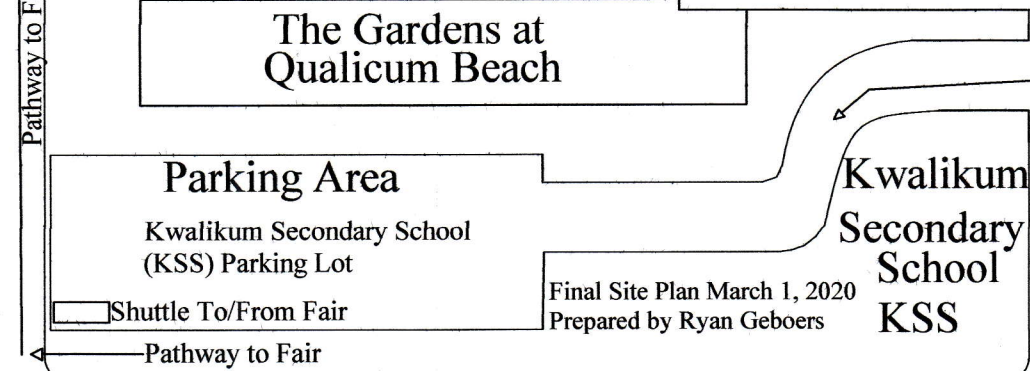 Pathway to F
The Gardens at
Qualicum Beach
Parking Area
Kwalikum Secondary School
(KSS) Parking Lot
Shuttle To/From Fair
Pathway to Fair
Final Site Plan March 1, 2020
Prepared by Ryan Geboers
Kwalikum
Secondary
School
KSS